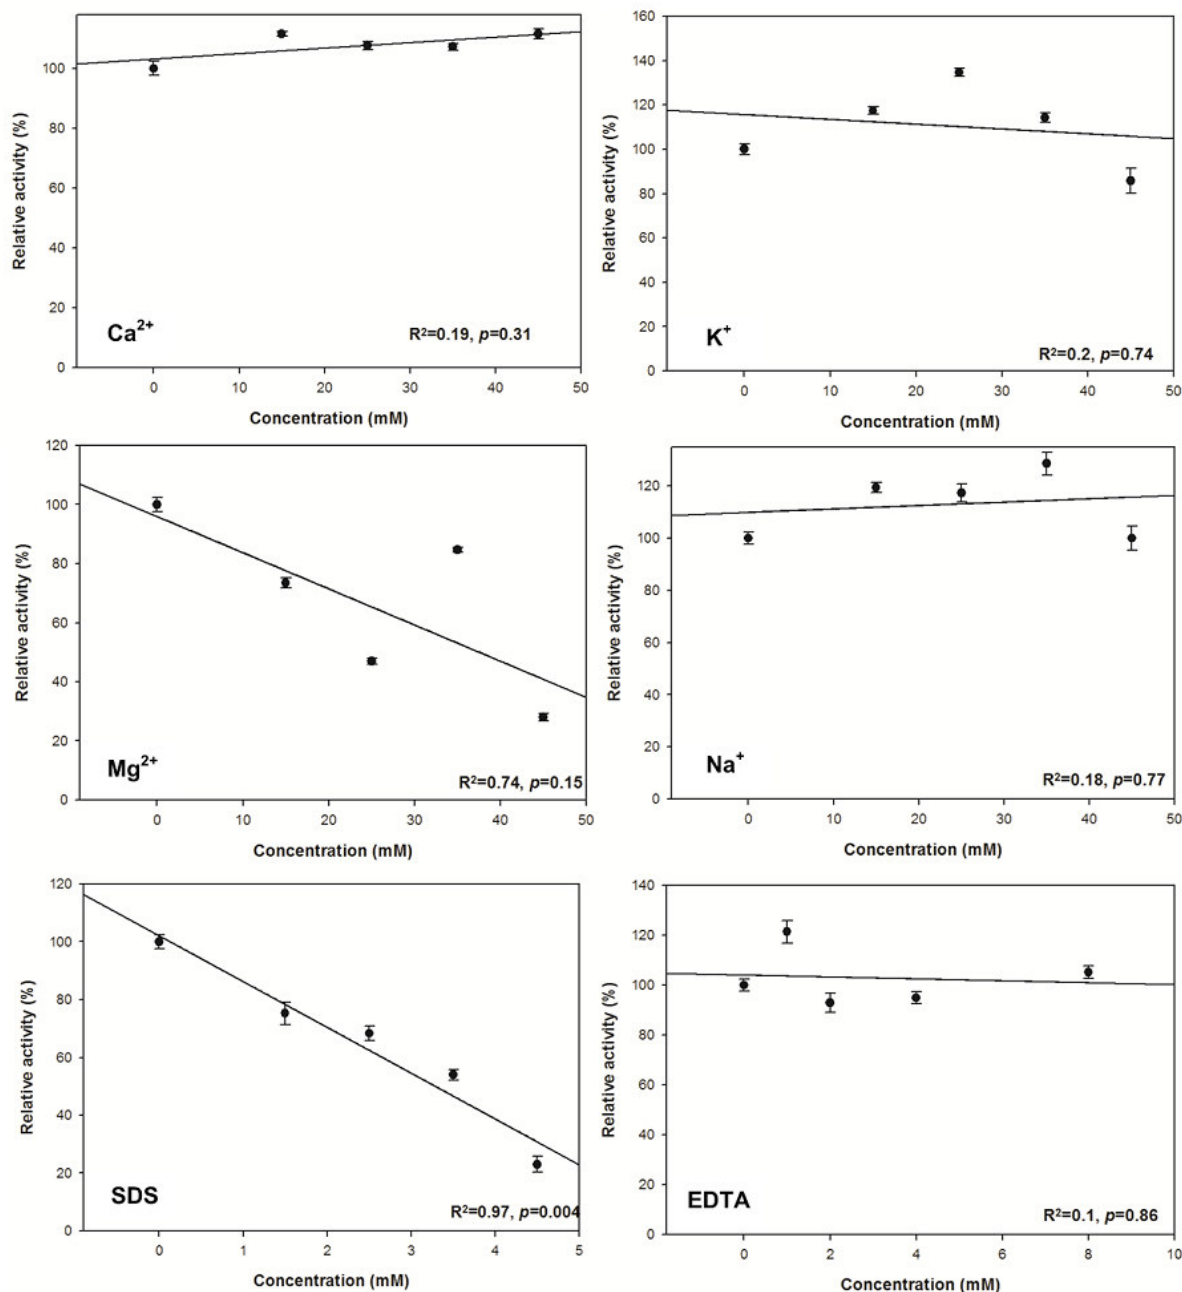 100
80
60
40
20
0
Relative activity (%)
Ca²⁺
R²=0.19, p=0.31
0 10 20 30 40 50
Concentration (mM)
160
140
120
100
80
60
40
20
0
Relative activity (%)
K⁺
R²=0.2, p=0.74
0 10 20 30 40 50
Concentration (mM)
120
100
80
60
40
20
0
Relative activity (%)
Mg²⁺
R²=0.74, p=0.15
0 10 20 30 40 50
Concentration (mM)
120
100
80
60
40
20
0
Relative activity (%)
Na⁺
R²=0.18, p=0.77
0 10 20 30 40 50
Concentration (mM)
120
100
80
60
40
20
0
Relative activity (%)
SDS
R²=0.97, p=0.004
0 1 2 3 4 5
Concentration (mM)
140
120
100
80
60
40
20
0
Relative activity (%)
EDTA
R²=0.1, p=0.86
0 2 4 6 8 10
Concentration (mM)